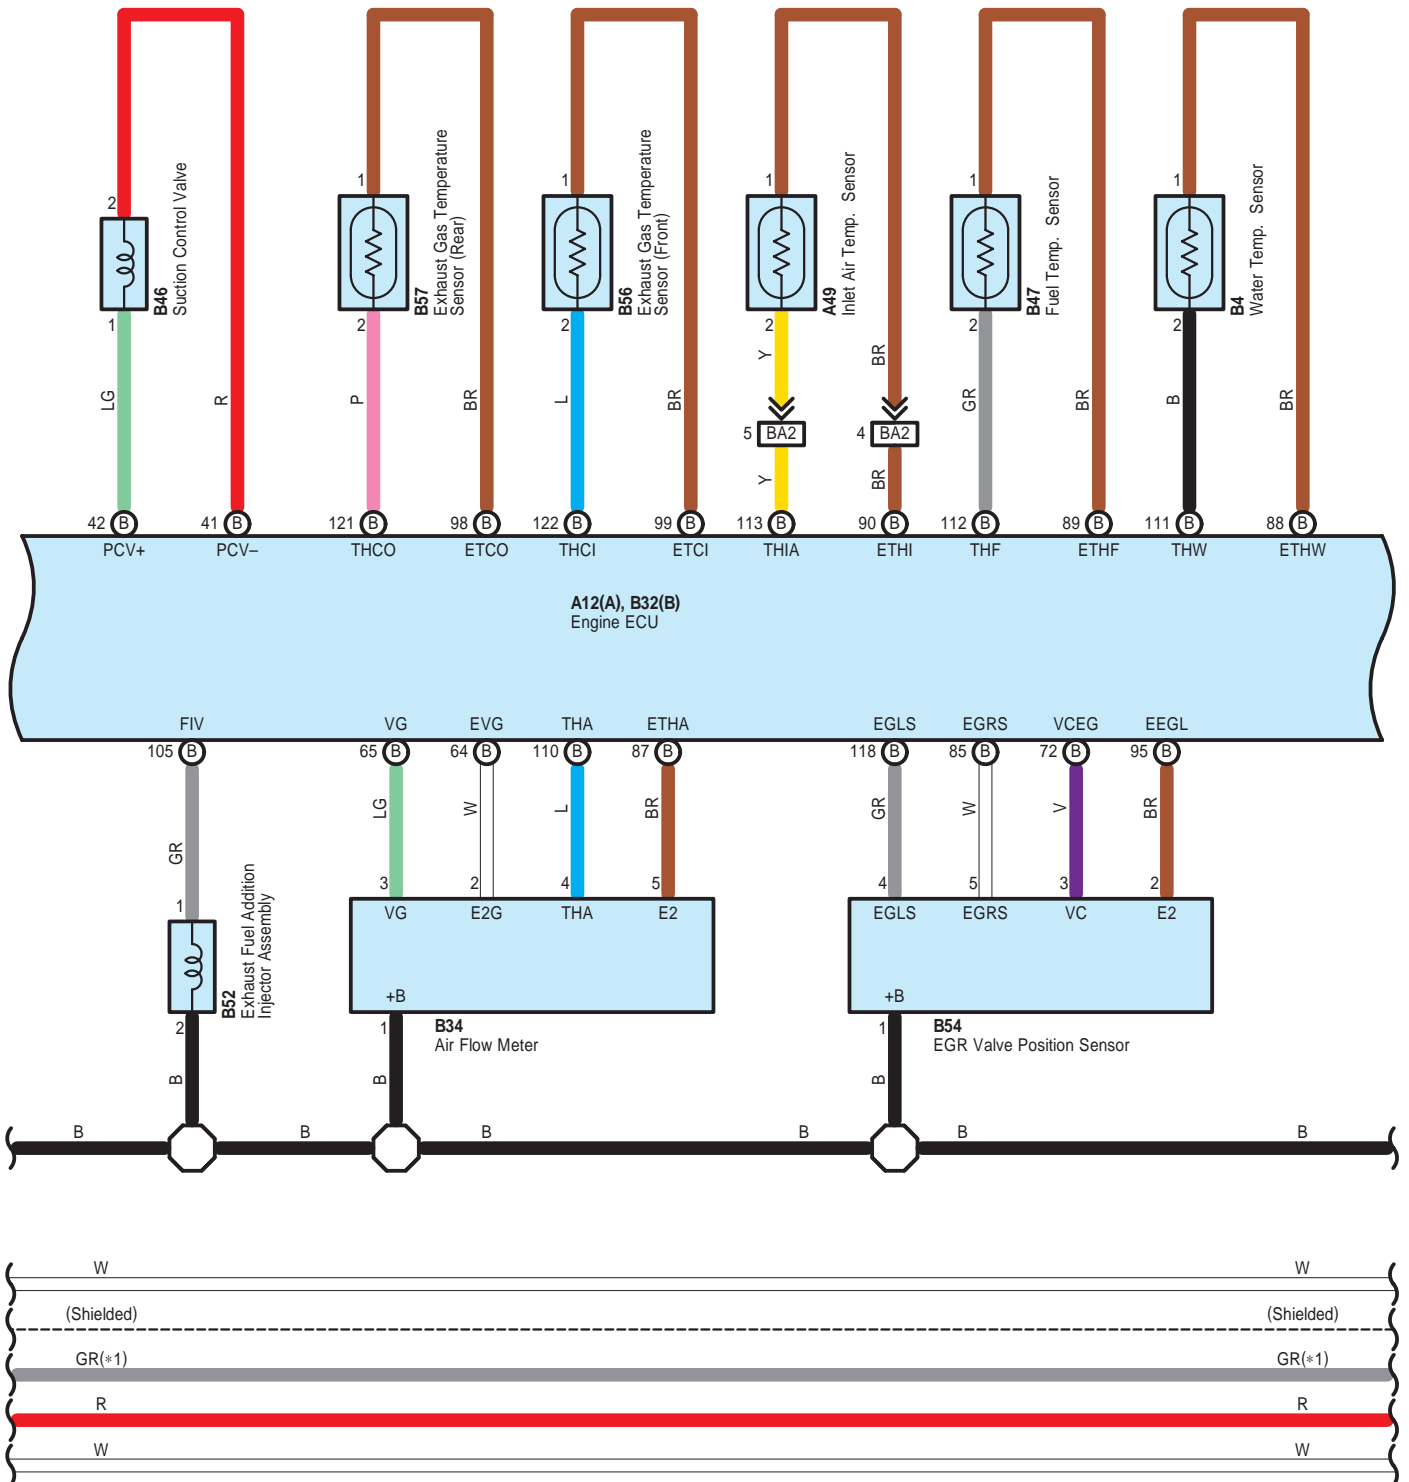 2
B46
Suction Control Valve
1
LG
R
1
B57
Exhaust Gas Temperature
Sensor (Rear)
2
P
BR
1
B56
Exhaust Gas Temperature
Sensor (Front)
2
L
BR
1
A49
Inlet Air Temp. Sensor
2
Y
BR
5 BA2
4 BA2
Y
BR
1
B47
Fuel Temp. Sensor
2
GR
BR
1
B4
Water Temp. Sensor
2
B
BR
42 B
41 B
121 B
98 B
122 B
99 B
113 B
90 B
112 B
89 B
111 B
88 B
PCV+
PCV–
THCO
ETCO
THCI
ETCI
THIA
ETHI
THF
ETHF
THW
ETHW
A12(A), B32(B)
Engine ECU
FIV
VG
EVG
THA
ETHA
EGLS
EGRS
VCEG
EEGL
105 B
65 B
64 B
110 B
87 B
118 B
85 B
72 B
95 B
GR
LG
W
L
BR
GR
W
V
BR
1
B52
Exhaust Fuel Addition
Injector Assembly
2
B
3
2
4
5
VG
E2G
THA
E2
+B
1
B34
Air Flow Meter
B
4
5
3
2
EGLS
EGRS
VC
E2
+B
1
B54
EGR Valve Position Sensor
B
B
B
B
B
B
B
W
W
(Shielded)
(Shielded)
GR(*1)
GR(*1)
R
R
W
W